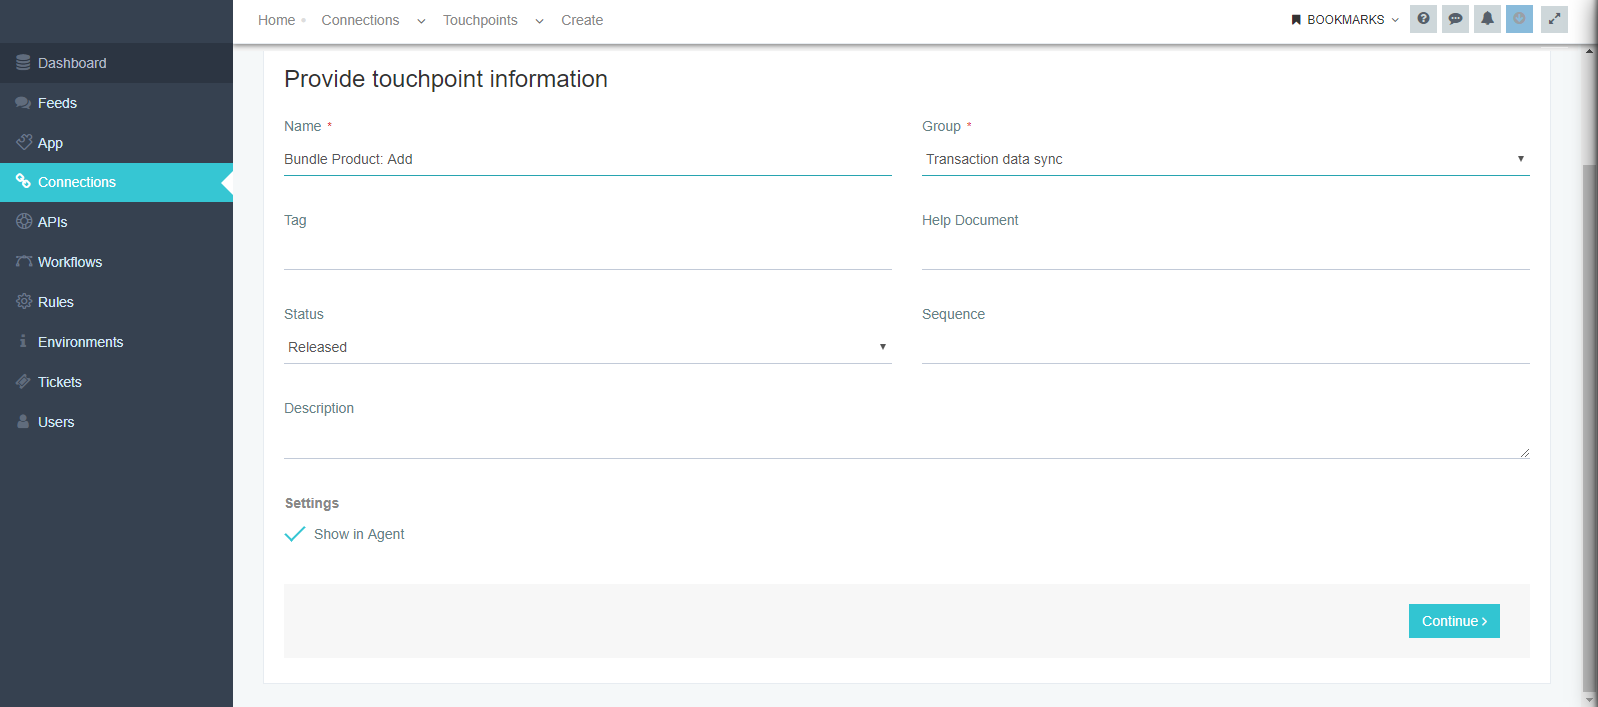 Home Connections Touchpoints Create
BOOKMARKS
Dashboard
Feeds
App
Connections
APIs
Workflows
Rules
Environments
Tickets
Users
Provide touchpoint information
Name * Group *
Bundle Product: Add Transaction data sync
Tag Help Document
Status Sequence
Released
Description
Settings
Show in Agent
Continue